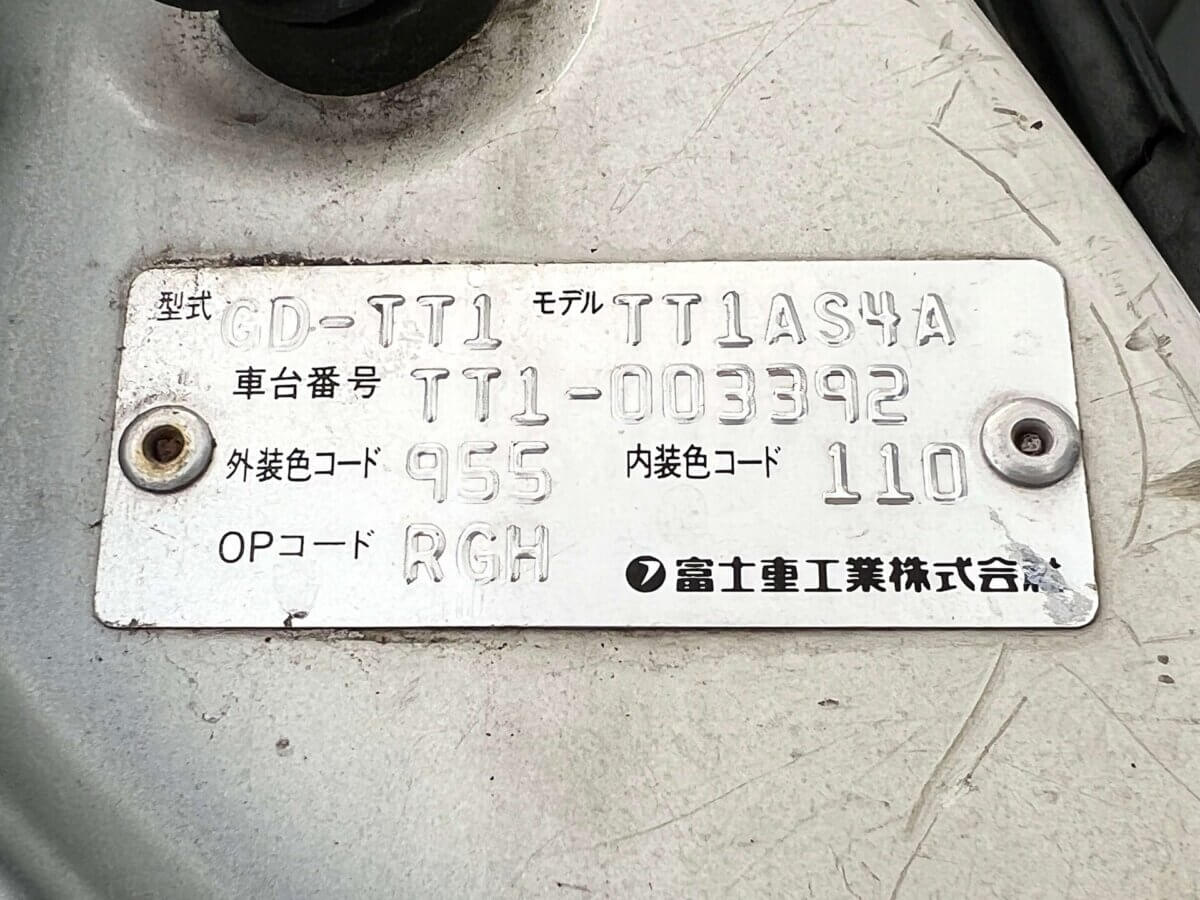 型式 GD-TT1 モデル TT1AS4A
車台番号 TT1-003392
外装色コード 955 内装色コード 110
OPコード RGH
フ 富士重工業株式会社